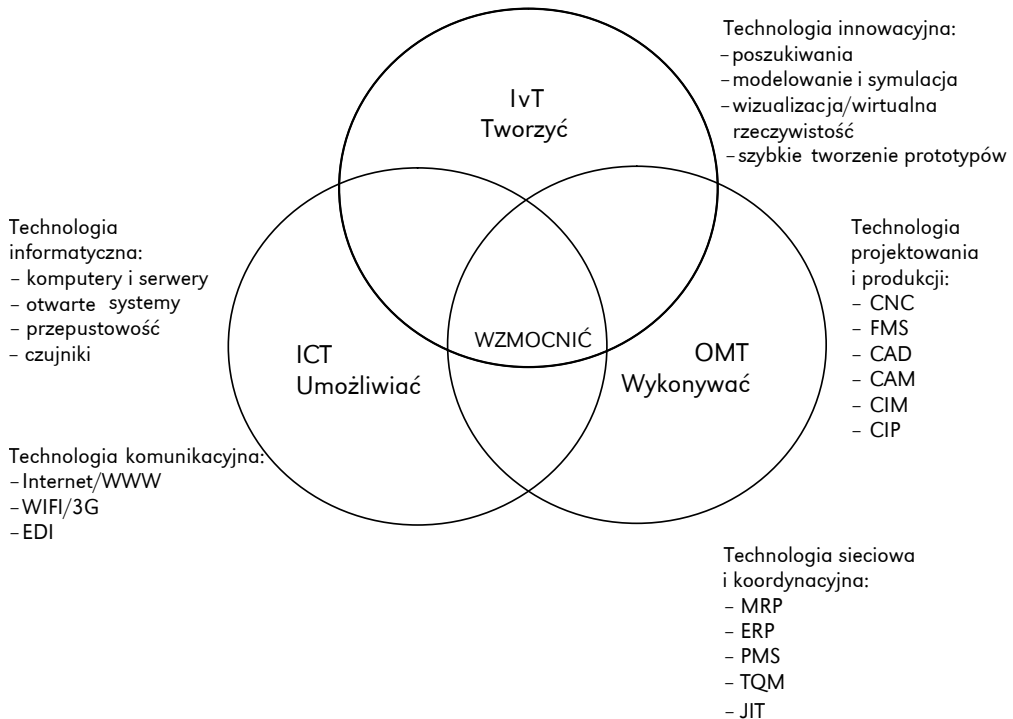 Technologia innowacyjna:
– poszukiwania
– modelowanie i symulacja
– wizualizacja/wirtualna
rzeczywistość
– szybkie tworzenie prototypów
IvT
Tworzyć
Technologia
informatyczna:
– komputery i serwery
– otwarte systemy
– przepustowość
– czujniki
Technologia
projektowania
i produkcji:
– CNC
– FMS
– CAD
– CAM
– CIM
– CIP
WZMOCNIĆ
ICT
Umożliwiać
OMT
Wykonywać
Technologia komunikacyjna:
– Internet/WWW
– WIFI/3G
– EDI
Technologia sieciowa
i koordynacyjna:
– MRP
– ERP
– PMS
– TQM
– JIT